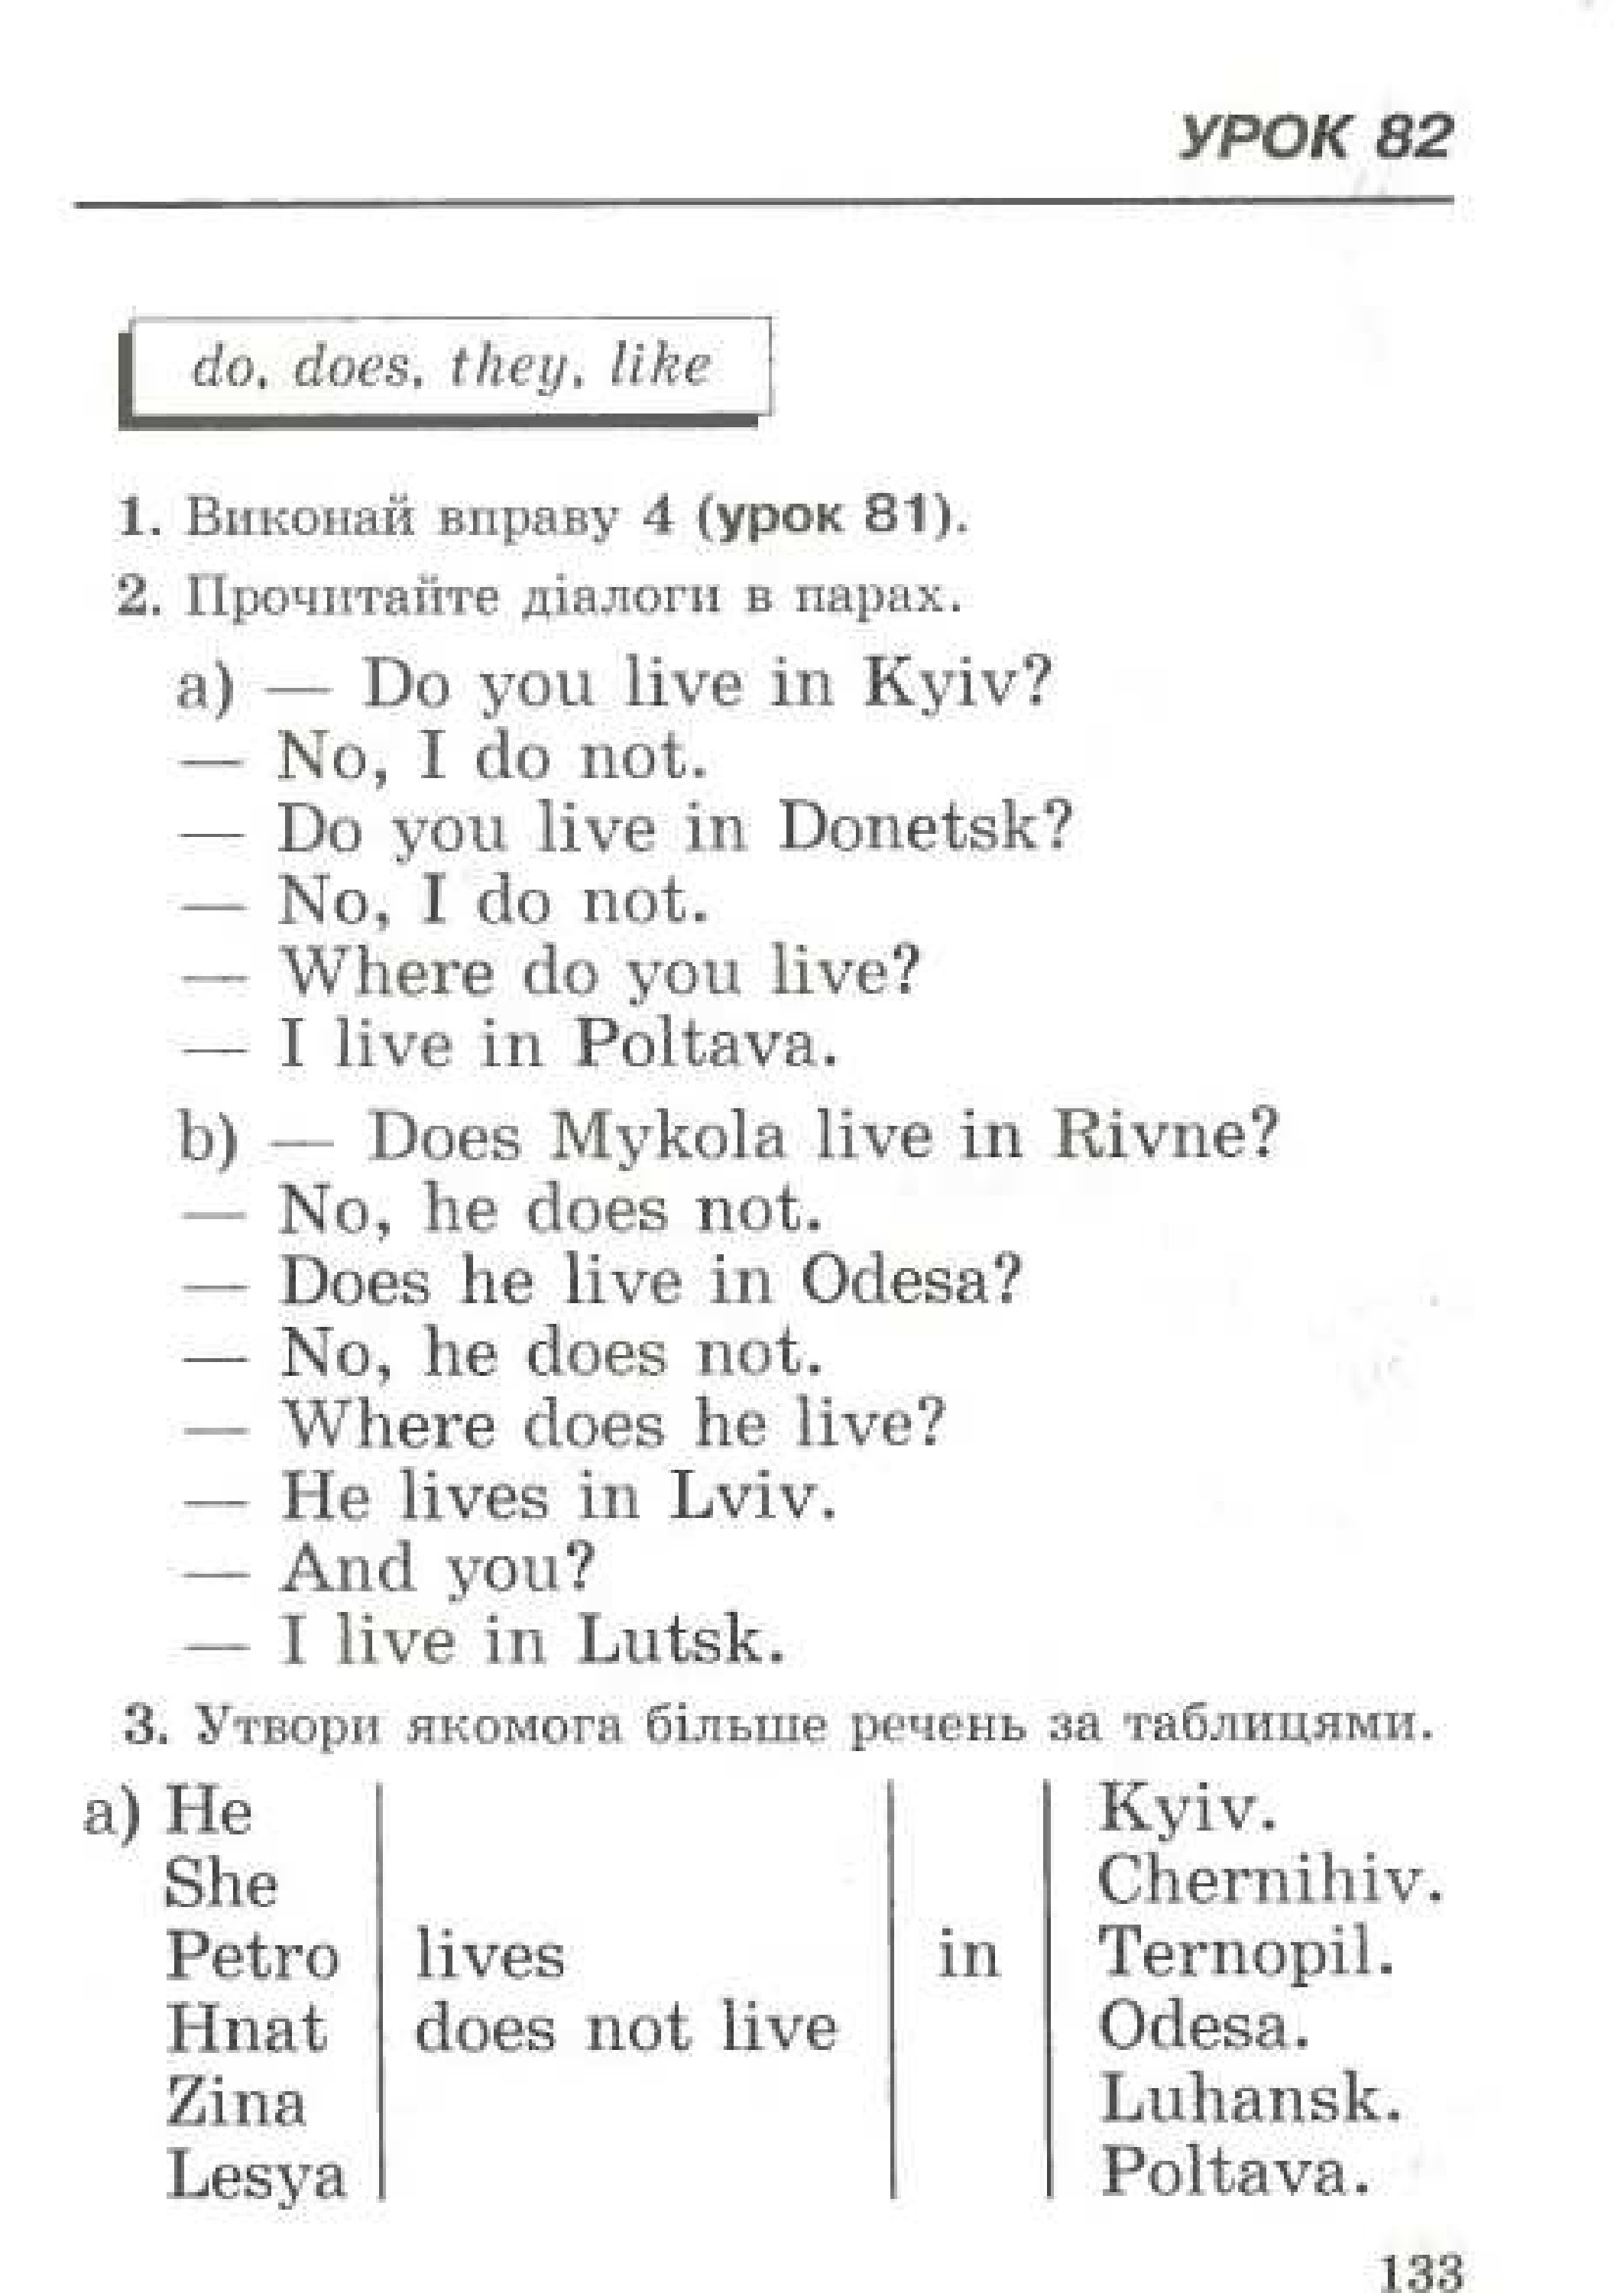 УРОК 82
do, does, they, like
1. Виконай вправу 4 (урок 81).
2. Прочитайте діалоги в парах.
a) — Do you live in Kyiv?
— No, I do not.
— Do you live in Donetsk?
— No, I do not.
— Where do you live?
— I live in Poltava.
b) — Does Mykola live in Rivne?
— No, he does not.
— Does he live in Odesa?
— No, he does not.
— Where does he live?
— He lives in Lviv.
— And you?
— I live in Lutsk.
3. Утвори якомога більше речень за таблицями.
a) He Kyiv.
She Chernihiv.
Petro lives in Ternopil.
Hnat does not live Odesa.
Zina Luhansk.
Lesya Poltava.
133